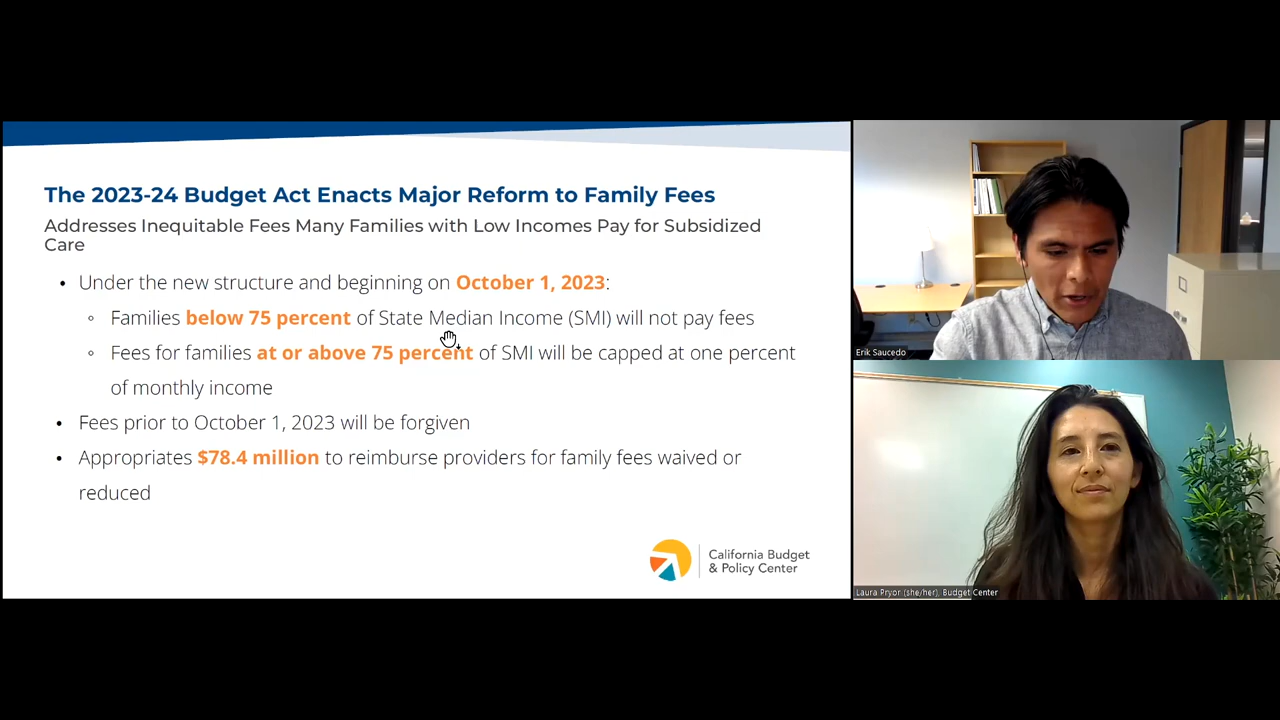 The 2023-24 Budget Act Enacts Major Reform to Family Fees
Addresses Inequitable Fees Many Families with Low Incomes Pay for Subsidized
Care
• Under the new structure and beginning on October 1, 2023:
◦ Families below 75 percent of State Median Income (SMI) will not pay fees
◦ Fees for families at or above 75 percent of SMI will be capped at one percent
of monthly income
• Fees prior to October 1, 2023 will be forgiven
• Appropriates $78.4 million to reimburse providers for family fees waived or
reduced
California Budget
& Policy Center
Erik Saucedo
Laura Pryor (she/her), Budget Center